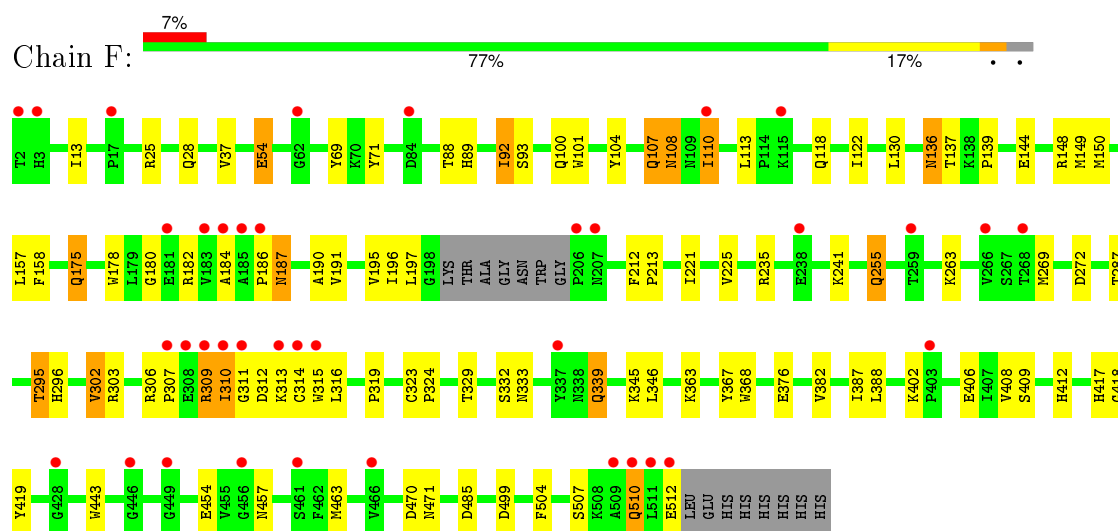 7%
Chain F:
77% 17% • •
T2 H3 I13 P17 R25 Q28 V37 E54 G62 Y69 K70 Y71 D84 T88 H89 I92 S93 Q100 W101 Y104 Q107 N108 N109 I110 L113 P114 K115 Q118 I122 L130 N136 T137 K138 P139 E144 R148 M149 M150
L157 F158 Q175 W178 L179 G180 E181 R182 V183 A184 A185 P186 N187 A190 V191 V195 I196 L197 G198 LYS THR ALA GLY ASN TRP GLY P206 N207 F212 P213 I221 V225 R235 E238 K241 Q255 T259 K263 V266 S267 T268 M269 D272 T287
T295 H296 V302 R303 R306 P307 E308 R309 I310 G311 D312 K313 C314 W315 L316 P319 C323 P324 T329 S332 N333 Y337 N338 Q339 K345 L346 K363 Y367 W368 E376 V382 I387 L388 K402 P403 E406 I407 V408 S409 H412 H417 G418
Y419 G428 W443 G446 G449 E454 V455 G456 N457 S461 F462 M463 V466 D470 N471 D485 D499 F504 S507 K508 A509 Q510 L511 E512 LEU GLU HIS HIS HIS HIS HIS HIS